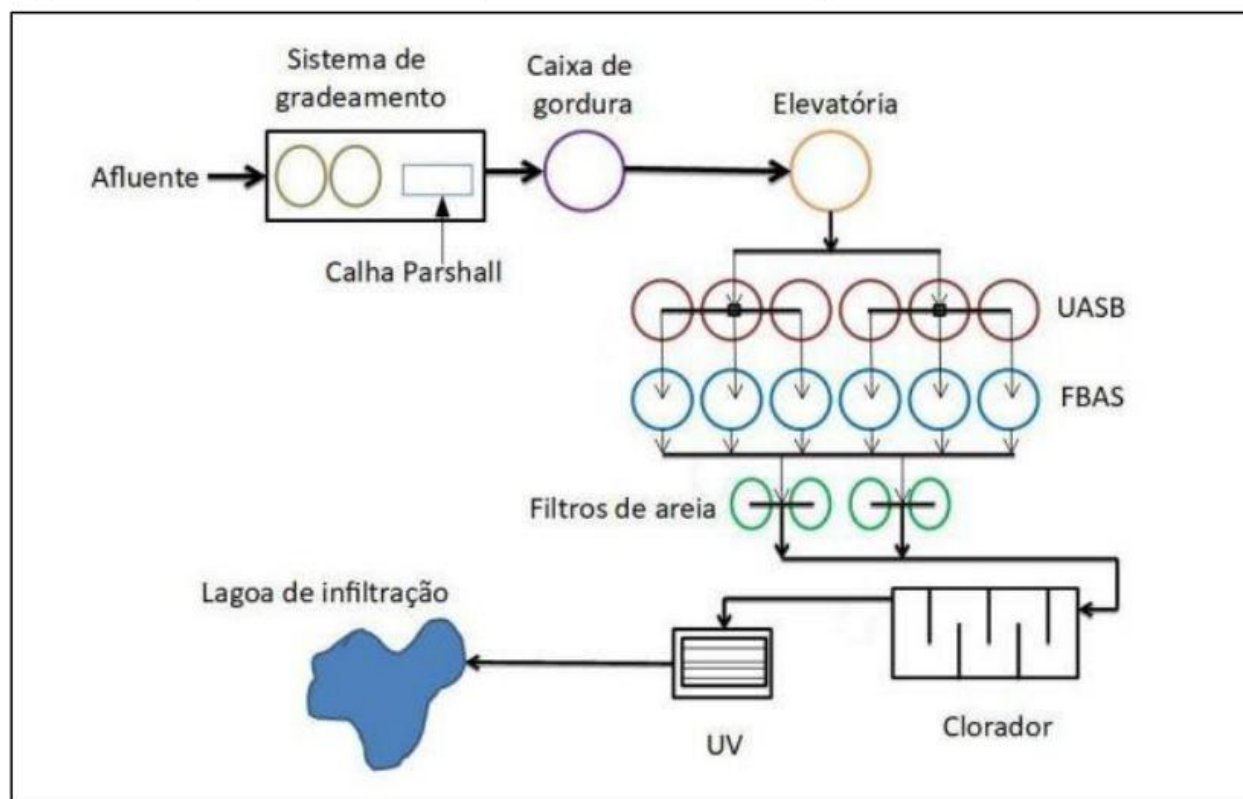 Sistema de
gradeamento
Caixa de
gordura
Elevatória
Afluente
Calha Parshall
UASB
FBAS
Filtros de areia
Lagoa de infiltração
UV
Clorador